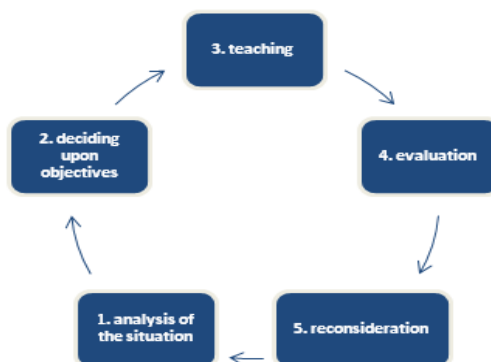 3. teaching
2. deciding
upon
objectives
4. evaluation
1. analysis of
the situation
5. reconsideration